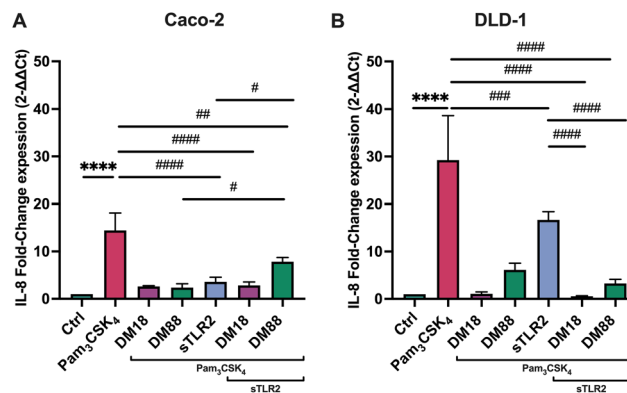 A
Caco-2
IL-8 Fold-Change expession (2-ΔΔCt)
50
40
30
20
10
0
****
####
####
##
#
#
Ctrl
Pam₃CSK₄
DM18
DM88
sTLR2
DM18
DM88
Pam₃CSK₄
sTLR2
B
DLD-1
IL-8 Fold-Change expession (2-ΔΔCt)
50
40
30
20
10
0
####
####
****
###
####
####
Ctrl
Pam₃CSK₄
DM18
DM88
sTLR2
DM18
DM88
Pam₃CSK₄
sTLR2